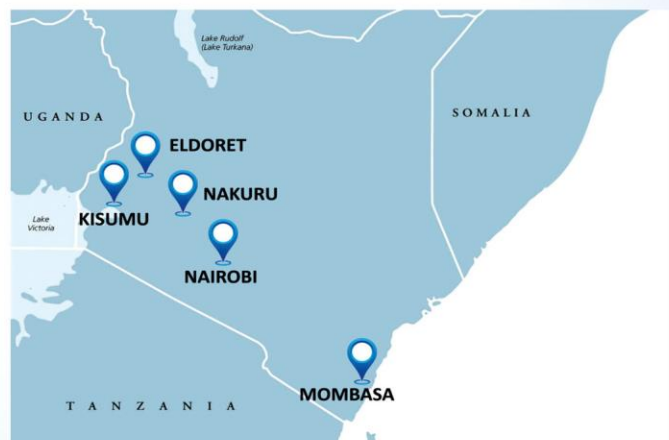 Lake Rudolf
(Lake Turkana)
UGANDA
SOMALIA
ELDORET
NAKURU
KISUMU
Lake
Victoria
NAIROBI
MOMBASA
TANZANIA